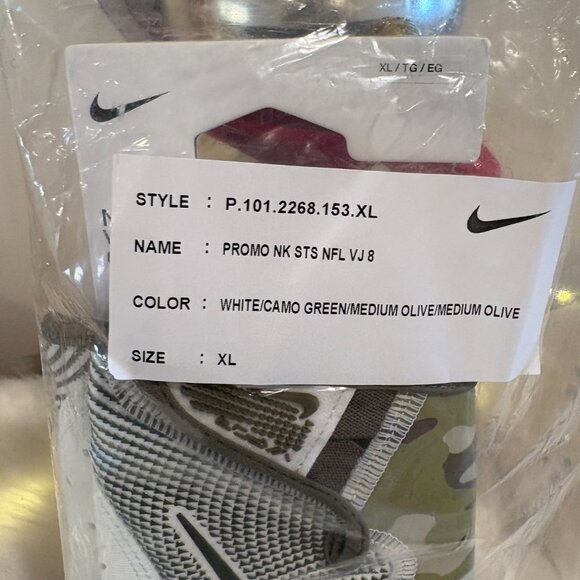 XL / TG / EG
STYLE : P.101.2268.153.XL
NAME : PROMO NK STS NFL VJ 8
COLOR : WHITE/CAMO GREEN/MEDIUM OLIVE/MEDIUM OLIVE
SIZE : XL